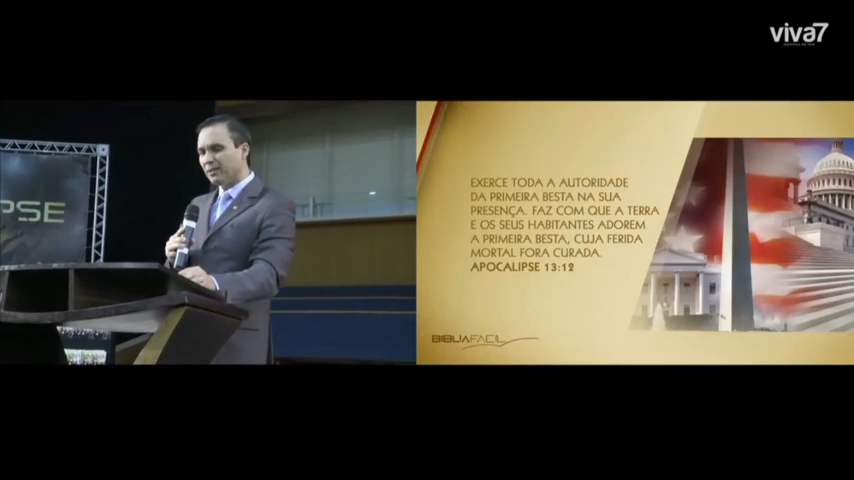 viva7
PSE
EXERCE TODA A AUTORIDADE
DA PRIMEIRA BESTA NA SUA
PRESENÇA. FAZ COM QUE A TERRA
E OS SEUS HABITANTES ADOREM
A PRIMEIRA BESTA, CUJA FERIDA
MORTAL FORA CURADA.
APOCALIPSE 13:12
BIBLIAFACIL